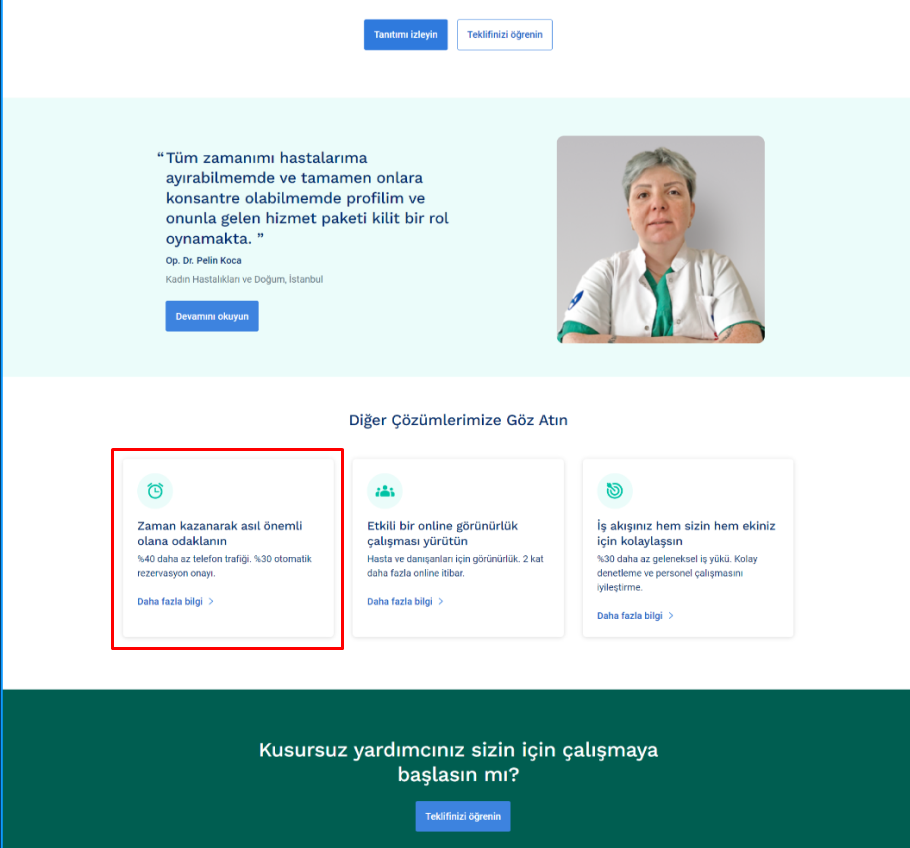 Tanıtımı izleyin
Teklifinizi öğrenin
“Tüm zamanımı hastalarıma
ayırabilmemde ve tamamen onlara
konsantre olabilmemde profilim ve
onunla gelen hizmet paketi kilit bir rol
oynamakta. ”
Op. Dr. Pelin Koca
Kadın Hastalıkları ve Doğum, İstanbul
Devamını okuyun
Diğer Çözümlerimize Göz Atın
Zaman kazanarak asıl önemli
olana odaklanın
%40 daha az telefon trafiği. %30 otomatik
rezervasyon onayı.
Daha fazla bilgi
Etkili bir online görünürlük
çalışması yürütün
Hasta ve danışanları için görünürlük. 2 kat
daha fazla online itibar.
Daha fazla bilgi
İş akışınız hem sizin hem ekiniz
için kolaylaşsın
%30 daha az geleneksel iş yükü. Kolay
denetleme ve personel çalışmasını
iyileştirme.
Daha fazla bilgi
Kusursuz yardımcınız sizin için çalışmaya
başlasın mı?
Teklifinizi öğrenin